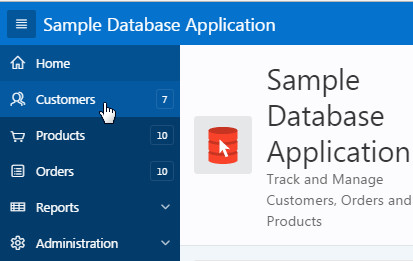 Sample Database Application
Home
Customers 7
Products 10
Orders 10
Reports
Administration
Sample
Database
Application
Track and Manage
Customers, Orders and
Products